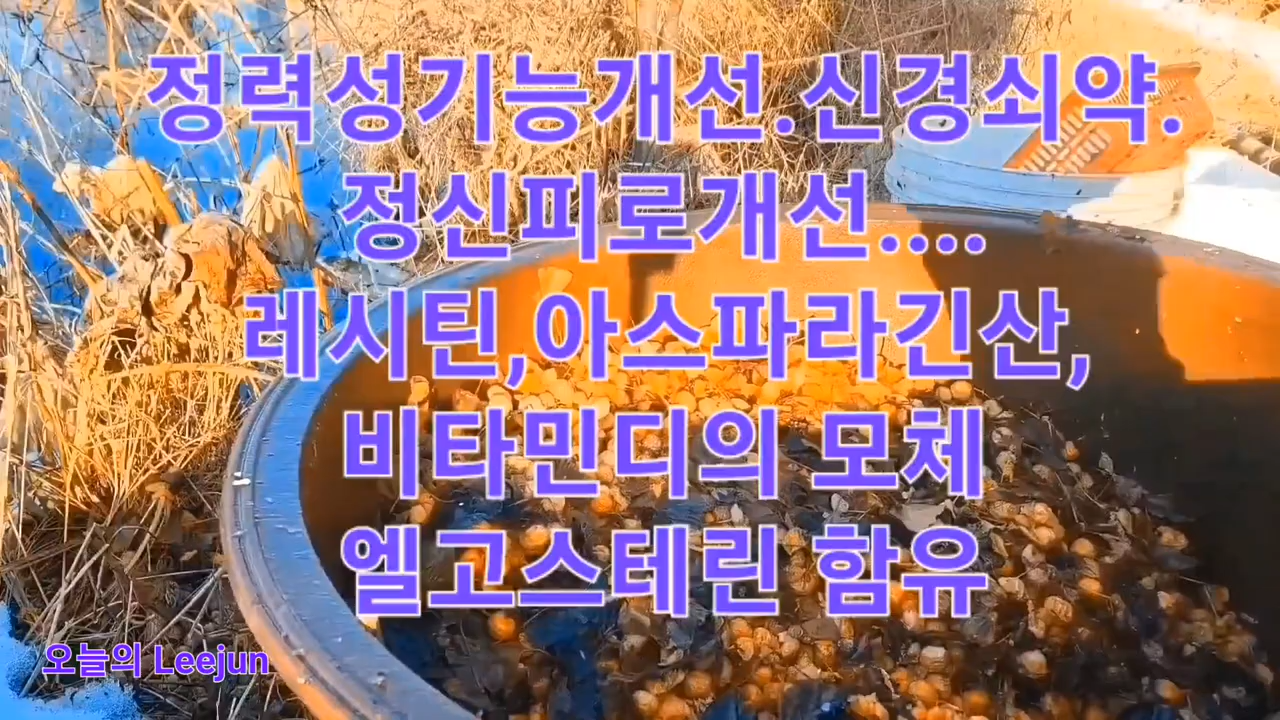 정력성기능개선.신경쇠약.
정신피로개선....
레시틴,아스파라긴산,
비타민디의 모체
엘고스테린 함유
오늘의 Leejun